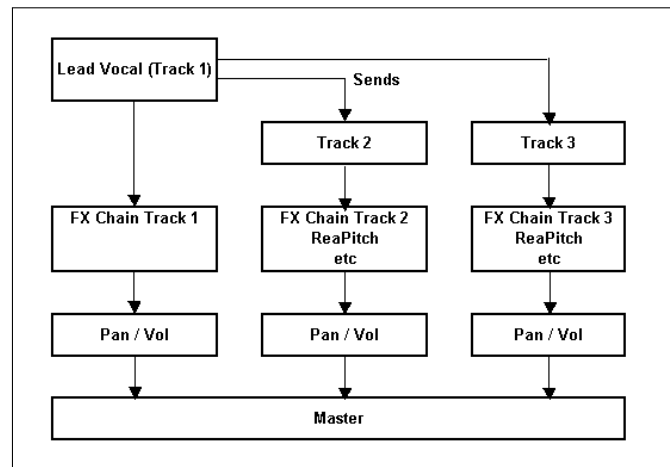 Lead Vocal (Track 1)
Sends
Track 2
Track 3
FX Chain Track 1
FX Chain Track 2
ReaPitch
etc
FX Chain Track 3
ReaPitch
etc
Pan / Vol
Pan / Vol
Pan / Vol
Master